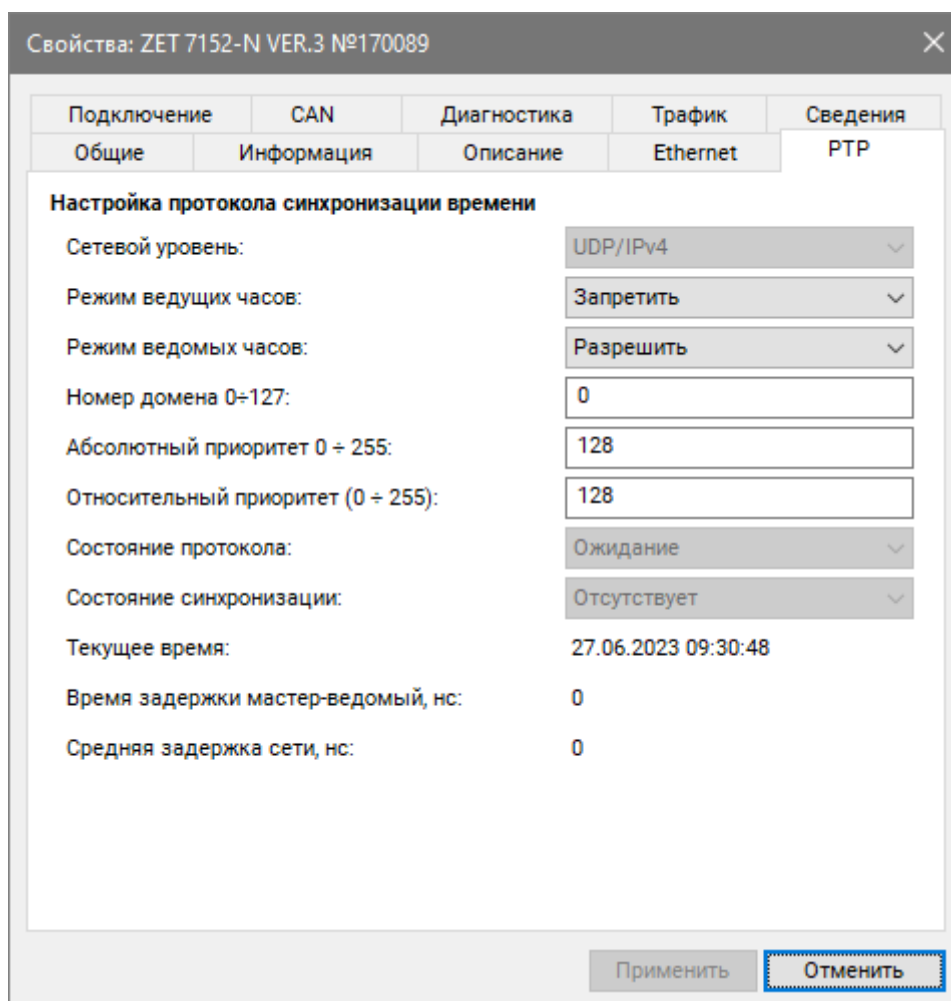 Свойства: ZET 7152-N VER.3 №170089
Подключение CAN Диагностика Трафик Сведения
Общие Информация Описание Ethernet PTP
Настройка протокола синхронизации времени
Сетевой уровень: UDP/IPv4
Режим ведущих часов: Запретить
Режим ведомых часов: Разрешить
Номер домена 0÷127: 0
Абсолютный приоритет 0 ÷ 255: 128
Относительный приоритет (0 ÷ 255): 128
Состояние протокола: Ожидание
Состояние синхронизации: Отсутствует
Текущее время: 27.06.2023 09:30:48
Время задержки мастер-ведомый, нс: 0
Средняя задержка сети, нс: 0
Применить Отменить